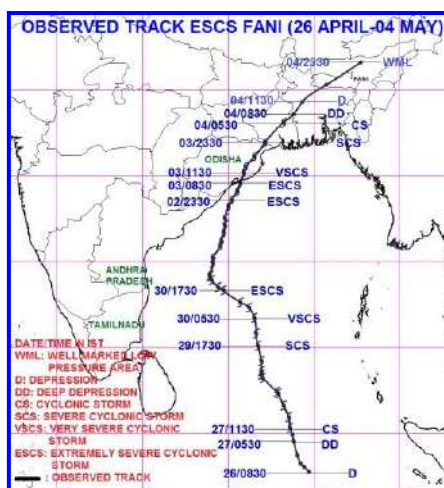 OBSERVED TRACK ESCS FANI (26 APRIL-04 MAY)
04/2330 WML
04/1130 D
04/0830 DD
04/0530 CS
03/2330 SCS
ODISHA
03/1130 VSCS
03/0830 ESCS
02/2330 ESCS
ANDHRA
PRADESH
30/1730 ESCS
30/0530 VSCS
TAMILNADU
29/1730 SCS
27/1130 CS
27/0530 DD
26/0830 D
DATE/TIME IN IST
WML: WELL MARKED LOW
PRESSURE AREA
D: DEPRESSION
DD: DEEP DEPRESSION
CS: CYCLONIC STORM
SCS: SEVERE CYCLONIC STORM
VSCS: VERY SEVERE CYCLONIC
STORM
ESCS: EXTREMELY SEVERE CYCLONIC
STORM
: OBSERVED TRACK